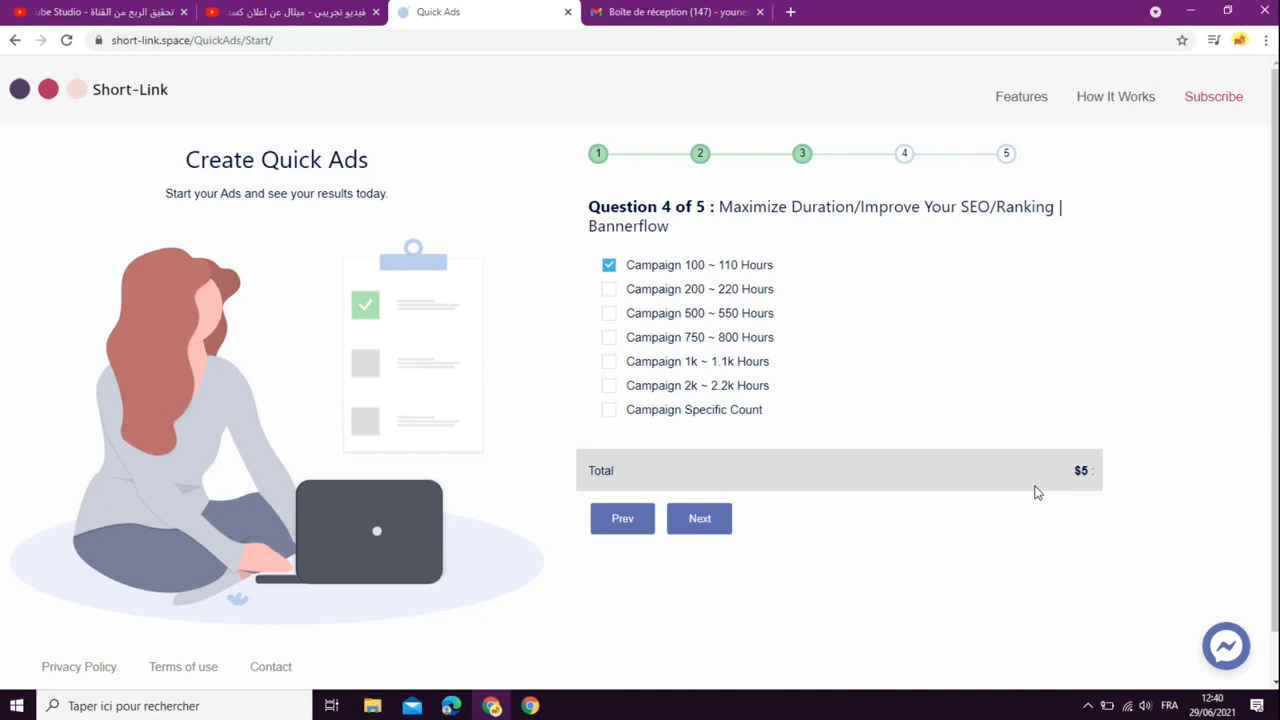 ube Studio - تحقيق الربح من القناة
فيديو تجريبي - ميثال عن اعلان كسـ
Quick Ads
Boîte de réception (147) - youne
short-link.space/QuickAds/Start/
Short-Link
Features
How It Works
Subscribe
Create Quick Ads
Start your Ads and see your results today.
1
2
3
4
5
Question 4 of 5 : Maximize Duration/Improve Your SEO/Ranking |
Bannerflow
Campaign 100 ~ 110 Hours
Campaign 200 ~ 220 Hours
Campaign 500 ~ 550 Hours
Campaign 750 ~ 800 Hours
Campaign 1k ~ 1.1k Hours
Campaign 2k ~ 2.2k Hours
Campaign Specific Count
Total
$5 :
Prev
Next
Privacy Policy
Terms of use
Contact
Taper ici pour rechercher
FRA
12:40
29/06/2021